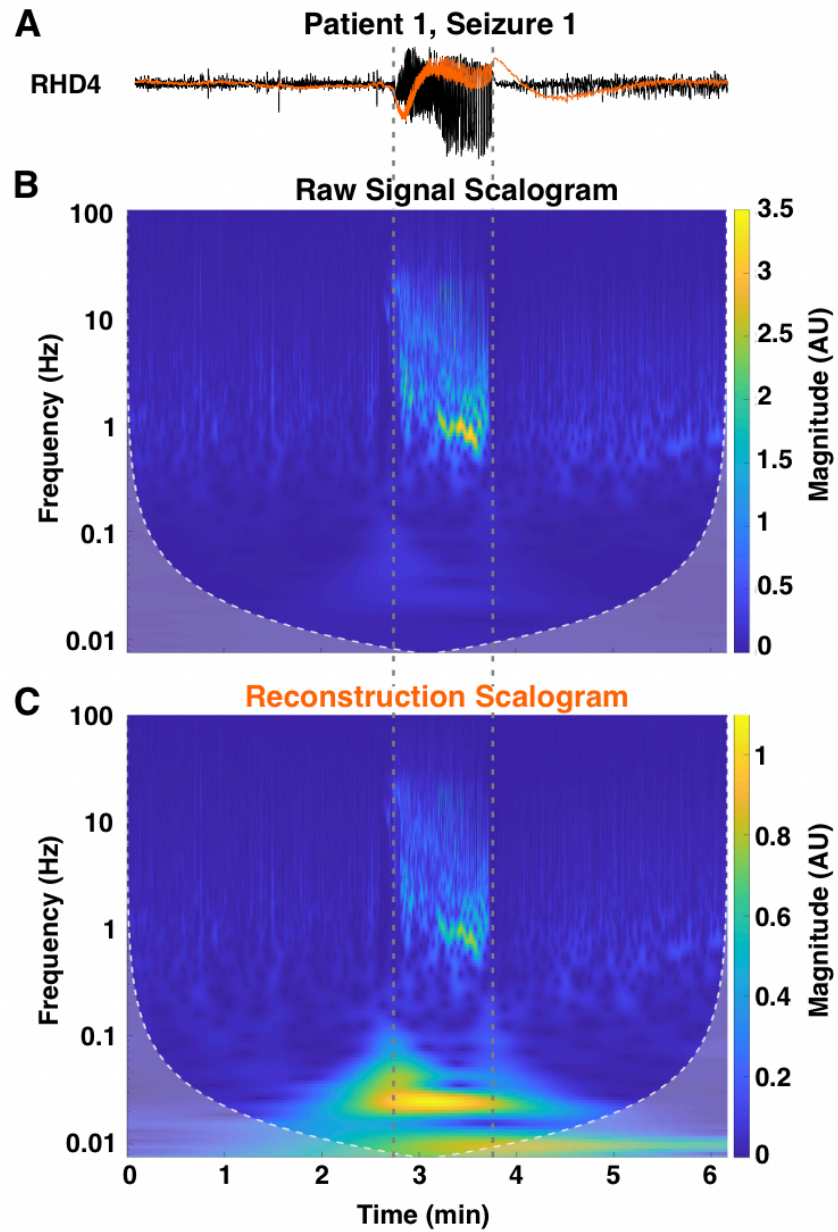 A
Patient 1, Seizure 1
RHD4
B
Raw Signal Scalogram
100
10
1
0.1
0.01
Frequency (Hz)
3.5
3
2.5
2
1.5
1
0.5
0
Magnitude (AU)
C
Reconstruction Scalogram
100
10
1
0.1
0.01
Frequency (Hz)
1
0.8
0.6
0.4
0.2
0
Magnitude (AU)
0 1 2 3 4 5 6
Time (min)